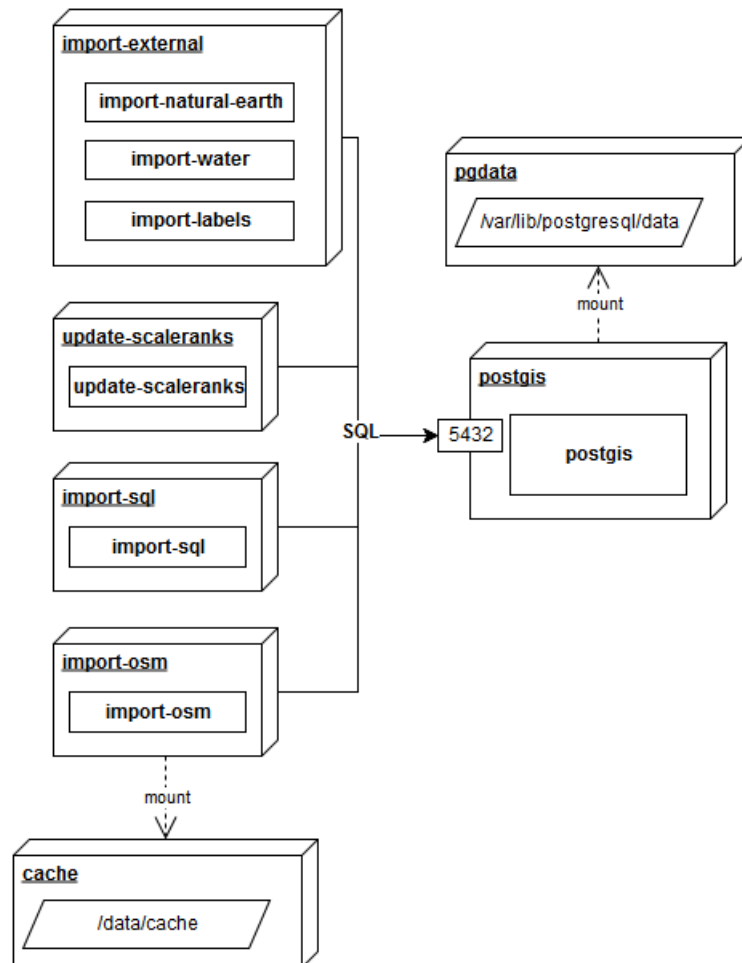 import-external
import-natural-earth
import-water
import-labels
pgdata
/var/lib/postgresql/data
mount
update-scaleranks
update-scaleranks
postgis
SQL
5432
postgis
import-sql
import-sql
import-osm
import-osm
mount
cache
/data/cache